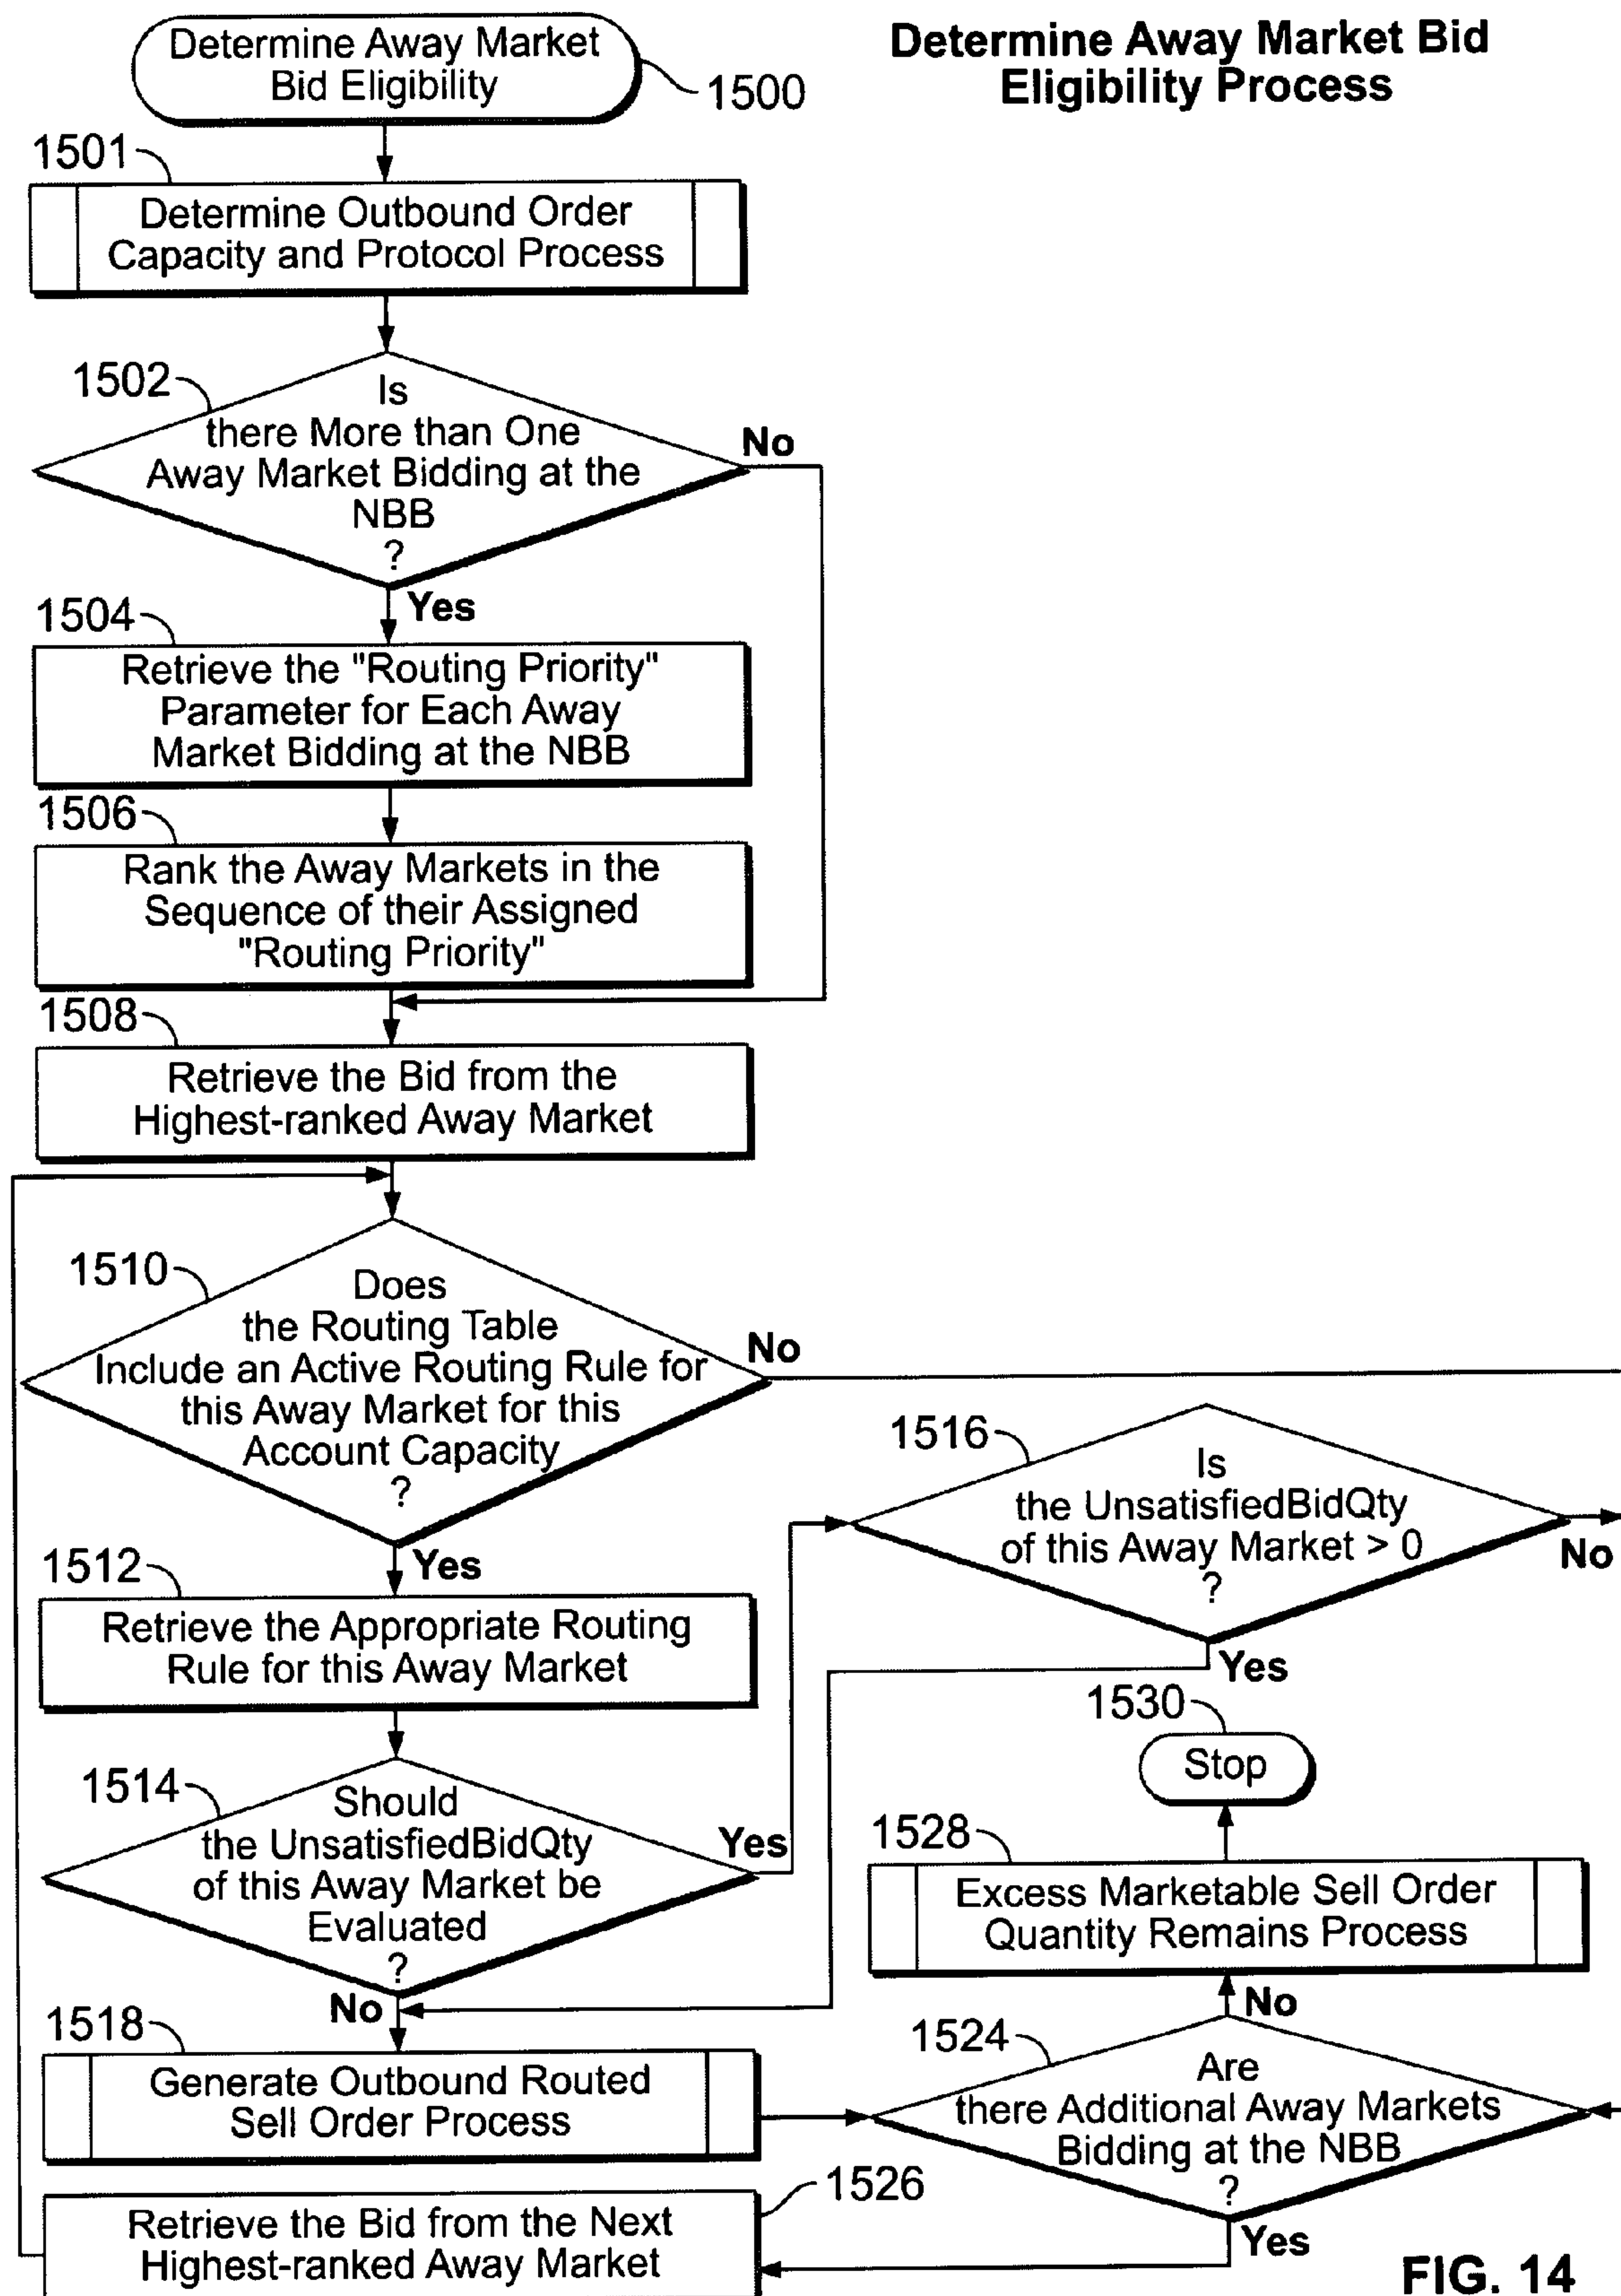 Determine Away Market Bid
Eligibility Process
Determine Away Market
Bid Eligibility
1500
1501
Determine Outbound Order
Capacity and Protocol Process
1502
Is
there More than One
Away Market Bidding at the
NBB
?
No
Yes
1504
Retrieve the "Routing Priority"
Parameter for Each Away
Market Bidding at the NBB
1506
Rank the Away Markets in the
Sequence of their Assigned
"Routing Priority"
1508
Retrieve the Bid from the
Highest-ranked Away Market
1510
Does
the Routing Table
Include an Active Routing Rule for
this Away Market for this
Account Capacity
?
No
Yes
1512
Retrieve the Appropriate Routing
Rule for this Away Market
1514
Should
the UnsatisfiedBidQty
of this Away Market be
Evaluated
?
Yes
No
1516
Is
the UnsatisfiedBidQty
of this Away Market > 0
?
No
Yes
1518
Generate Outbound Routed
Sell Order Process
1530
Stop
1528
Excess Marketable Sell Order
Quantity Remains Process
No
1524
Are
there Additional Away Markets
Bidding at the NBB
?
Yes
1526
Retrieve the Bid from the Next
Highest-ranked Away Market
FIG. 14